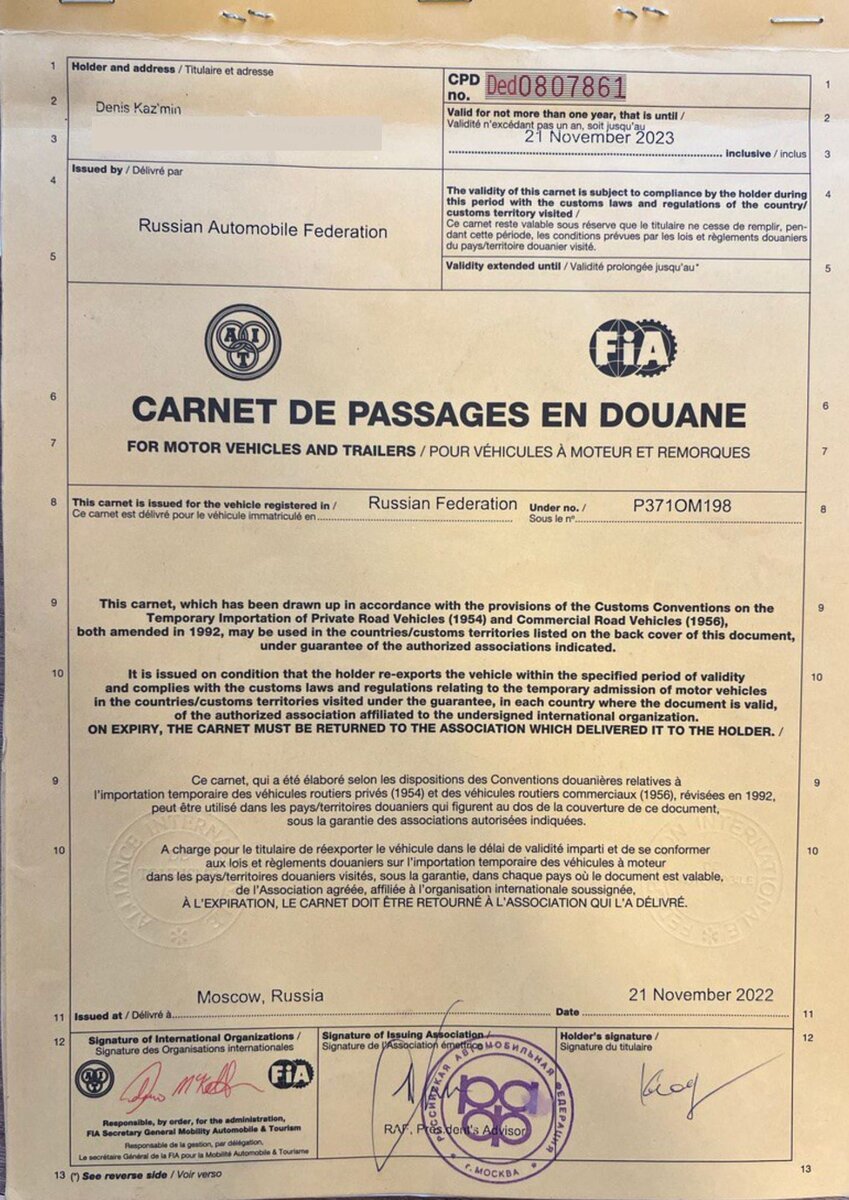 1 Holder and address / Titulaire et adresse
CPD no. Ded0807861 1
2 Denis Kaz'min
Valid for not more than one year, that is until / 2
Validité n'excédant pas un an, soit jusqu'au
3 21 November 2023
inclusive / inclus 3
4 Issued by / Délivré par
Russian Automobile Federation
The validity of this carnet is subject to compliance by the holder during 4
this period with the customs laws and regulations of the country/
customs territory visited /
Ce carnet reste valable sous réserve que le titulaire ne cesse de remplir, pen-
dant cette période, les conditions prévues par les lois et règlements douaniers
du pays/territoire douanier visité.
5 Validity extended until / Validité prolongée jusqu'au* 5
AIT FiA
6 CARNET DE PASSAGES EN DOUANE 6
7 FOR MOTOR VEHICLES AND TRAILERS / POUR VÉHICULES À MOTEUR ET REMORQUES 7
8 This carnet is issued for the vehicle registered in / Russian Federation Under no. / P371OM198 8
Ce carnet est délivré pour le véhicule immatriculé en Sous le nº
9 This carnet, which has been drawn up in accordance with the provisions of the Customs Conventions on the 9
Temporary Importation of Private Road Vehicles (1954) and Commercial Road Vehicles (1956),
both amended in 1992, may be used in the countries/customs territories listed on the back cover of this document,
under guarantee of the authorized associations indicated.
10 It is issued on condition that the holder re-exports the vehicle within the specified period of validity 10
and complies with the customs laws and regulations relating to the temporary admission of motor vehicles
in the countries/customs territories visited under the guarantee, in each country where the document is valid,
of the authorized association affiliated to the undersigned international organization.
ON EXPIRY, THE CARNET MUST BE RETURNED TO THE ASSOCIATION WHICH DELIVERED IT TO THE HOLDER. /
9 Ce carnet, qui a été élaboré selon les dispositions des Conventions douanières relatives à 9
l'importation temporaire des véhicules routiers privés (1954) et des véhicules routiers commerciaux (1956), révisées en 1992,
peut être utilisé dans les pays/territoires douaniers qui figurent au dos de la couverture de ce document,
sous la garantie des associations autorisées indiquées.
10 A charge pour le titulaire de réexporter le véhicule dans le délai de validité imparti et de se conformer 10
aux lois et règlements douaniers sur l'importation temporaire des véhicules à moteur
dans les pays/territoires douaniers visités, sous la garantie, dans chaque pays où le document est valable,
de l'Association agréée, affiliée à l'organisation internationale soussignée,
À L'EXPIRATION, LE CARNET DOIT ÊTRE RETOURNÉ À L'ASSOCIATION QUI L'A DÉLIVRÉ.
Moscow, Russia 21 November 2022
11 Issued at / Délivré à Date 11
12 Signature of International Organizations / 12
Signature des Organisations internationales
AIT FiA
Responsible, by order, for the administration,
FIA Secretary General Mobility Automobile & Tourism
Responsable de la gestion, par délégation,
Le secrétaire Général de la FIA pour la Mobilité Automobile & Tourisme
Signature of Issuing Association /
Signature de l'Association émettrice
РОССИЙСКАЯ АВТОМОБИЛЬНАЯ ФЕДЕРАЦИЯ
г. МОСКВА
RAF, President's Advisor
Holder's signature /
Signature du titulaire
13 (*) See reverse side / Voir verso 13